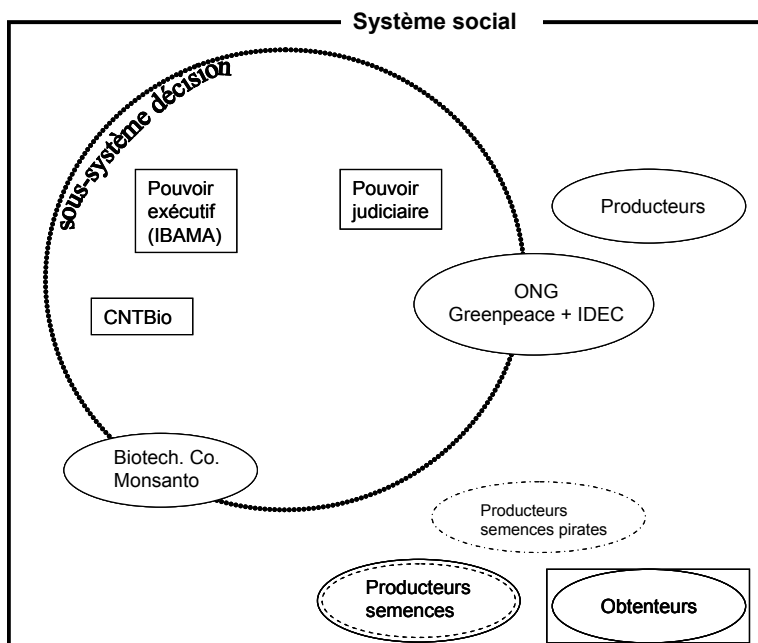 Système social
sous-système décision
Pouvoir
exécutif
(IBAMA)
Pouvoir
judiciaire
Producteurs
ONG
Greenpeace + IDEC
CNTBio
Biotech. Co.
Monsanto
Producteurs
semences pirates
Producteurs
semences
Obtenteurs